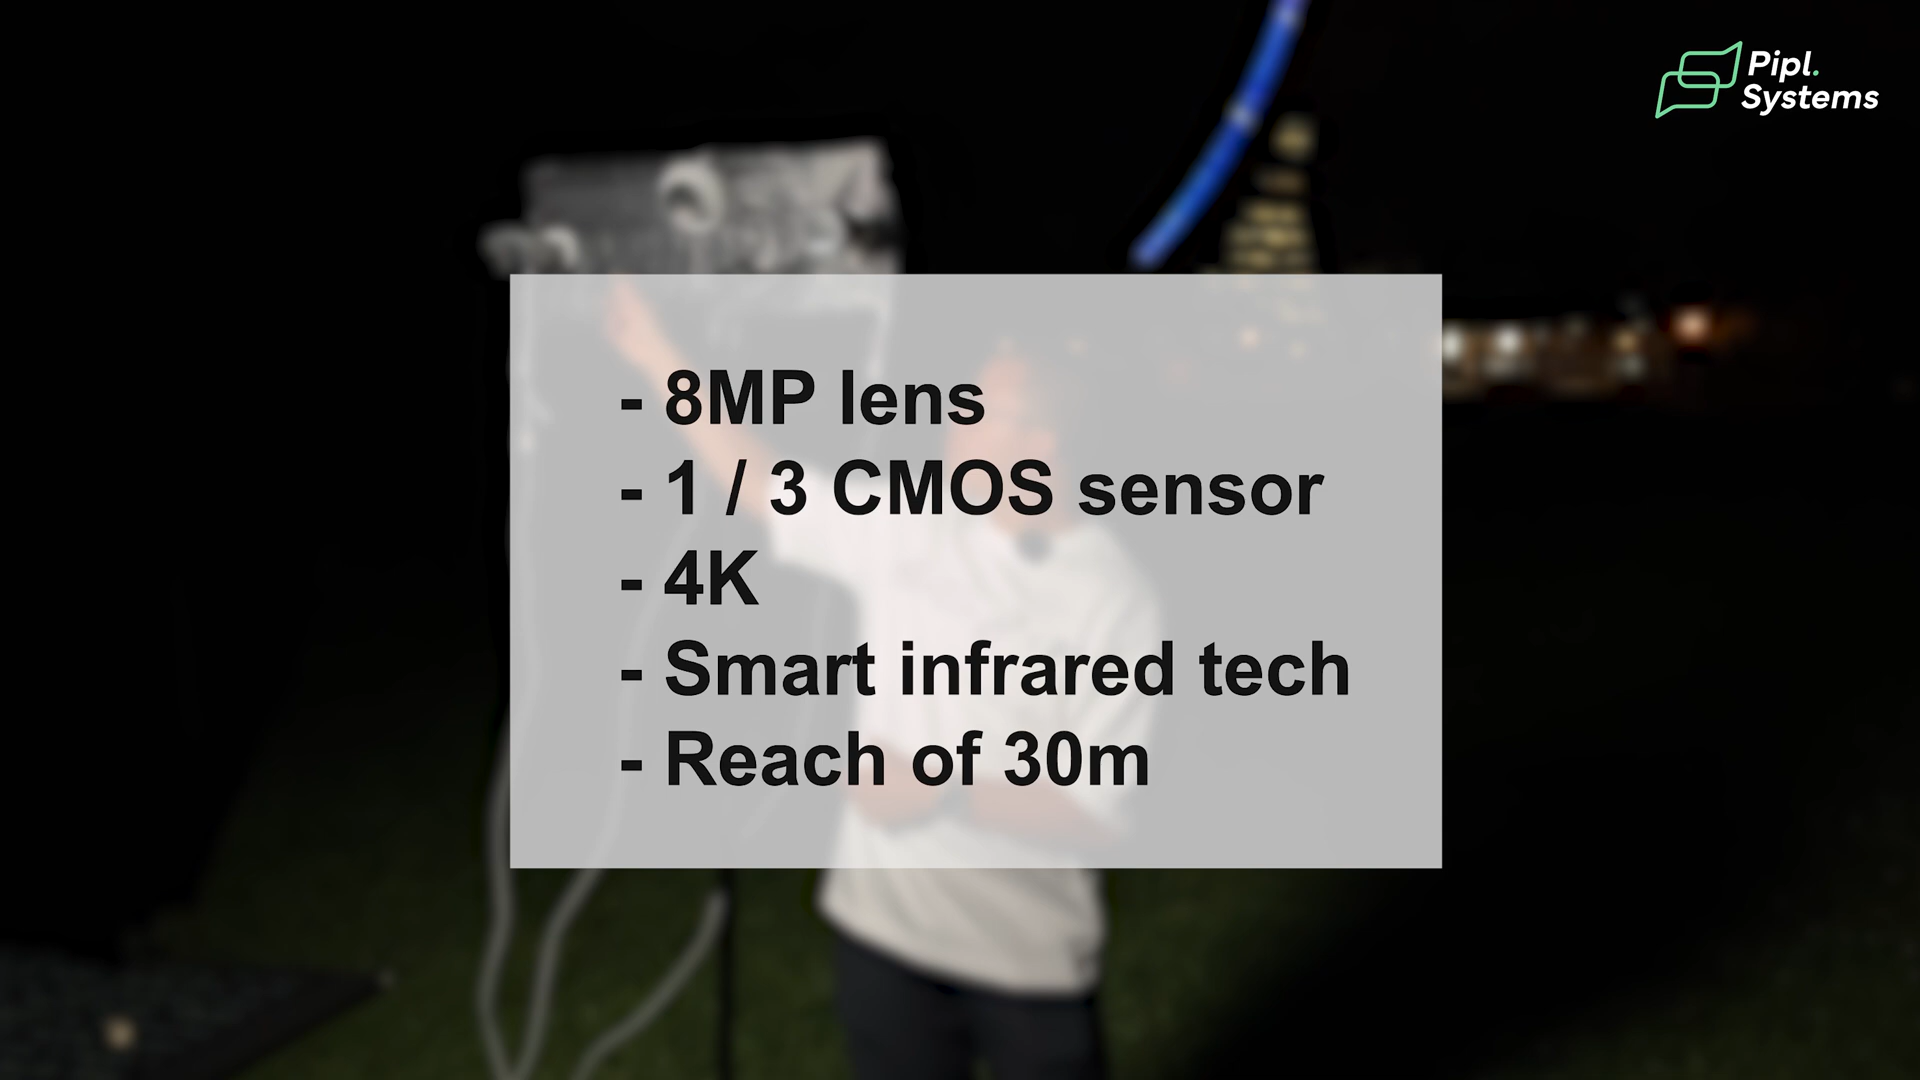 Pipl.
Systems
- 8MP lens
- 1 / 3 CMOS sensor
- 4K
- Smart infrared tech
- Reach of 30m